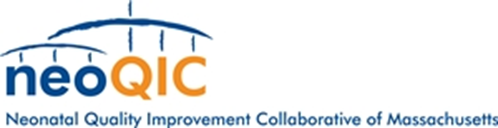 neoQIC
Neonatal Quality Improvement Collaborative of Massachusetts